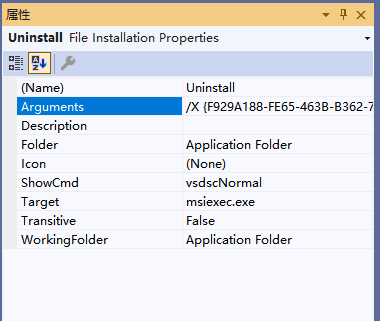 属性
Uninstall File Installation Properties
(Name) Uninstall
Arguments /X {F929A188-FE65-463B-B362-7
Description
Folder Application Folder
Icon (None)
ShowCmd vsdscNormal
Target msiexec.exe
Transitive False
WorkingFolder Application Folder